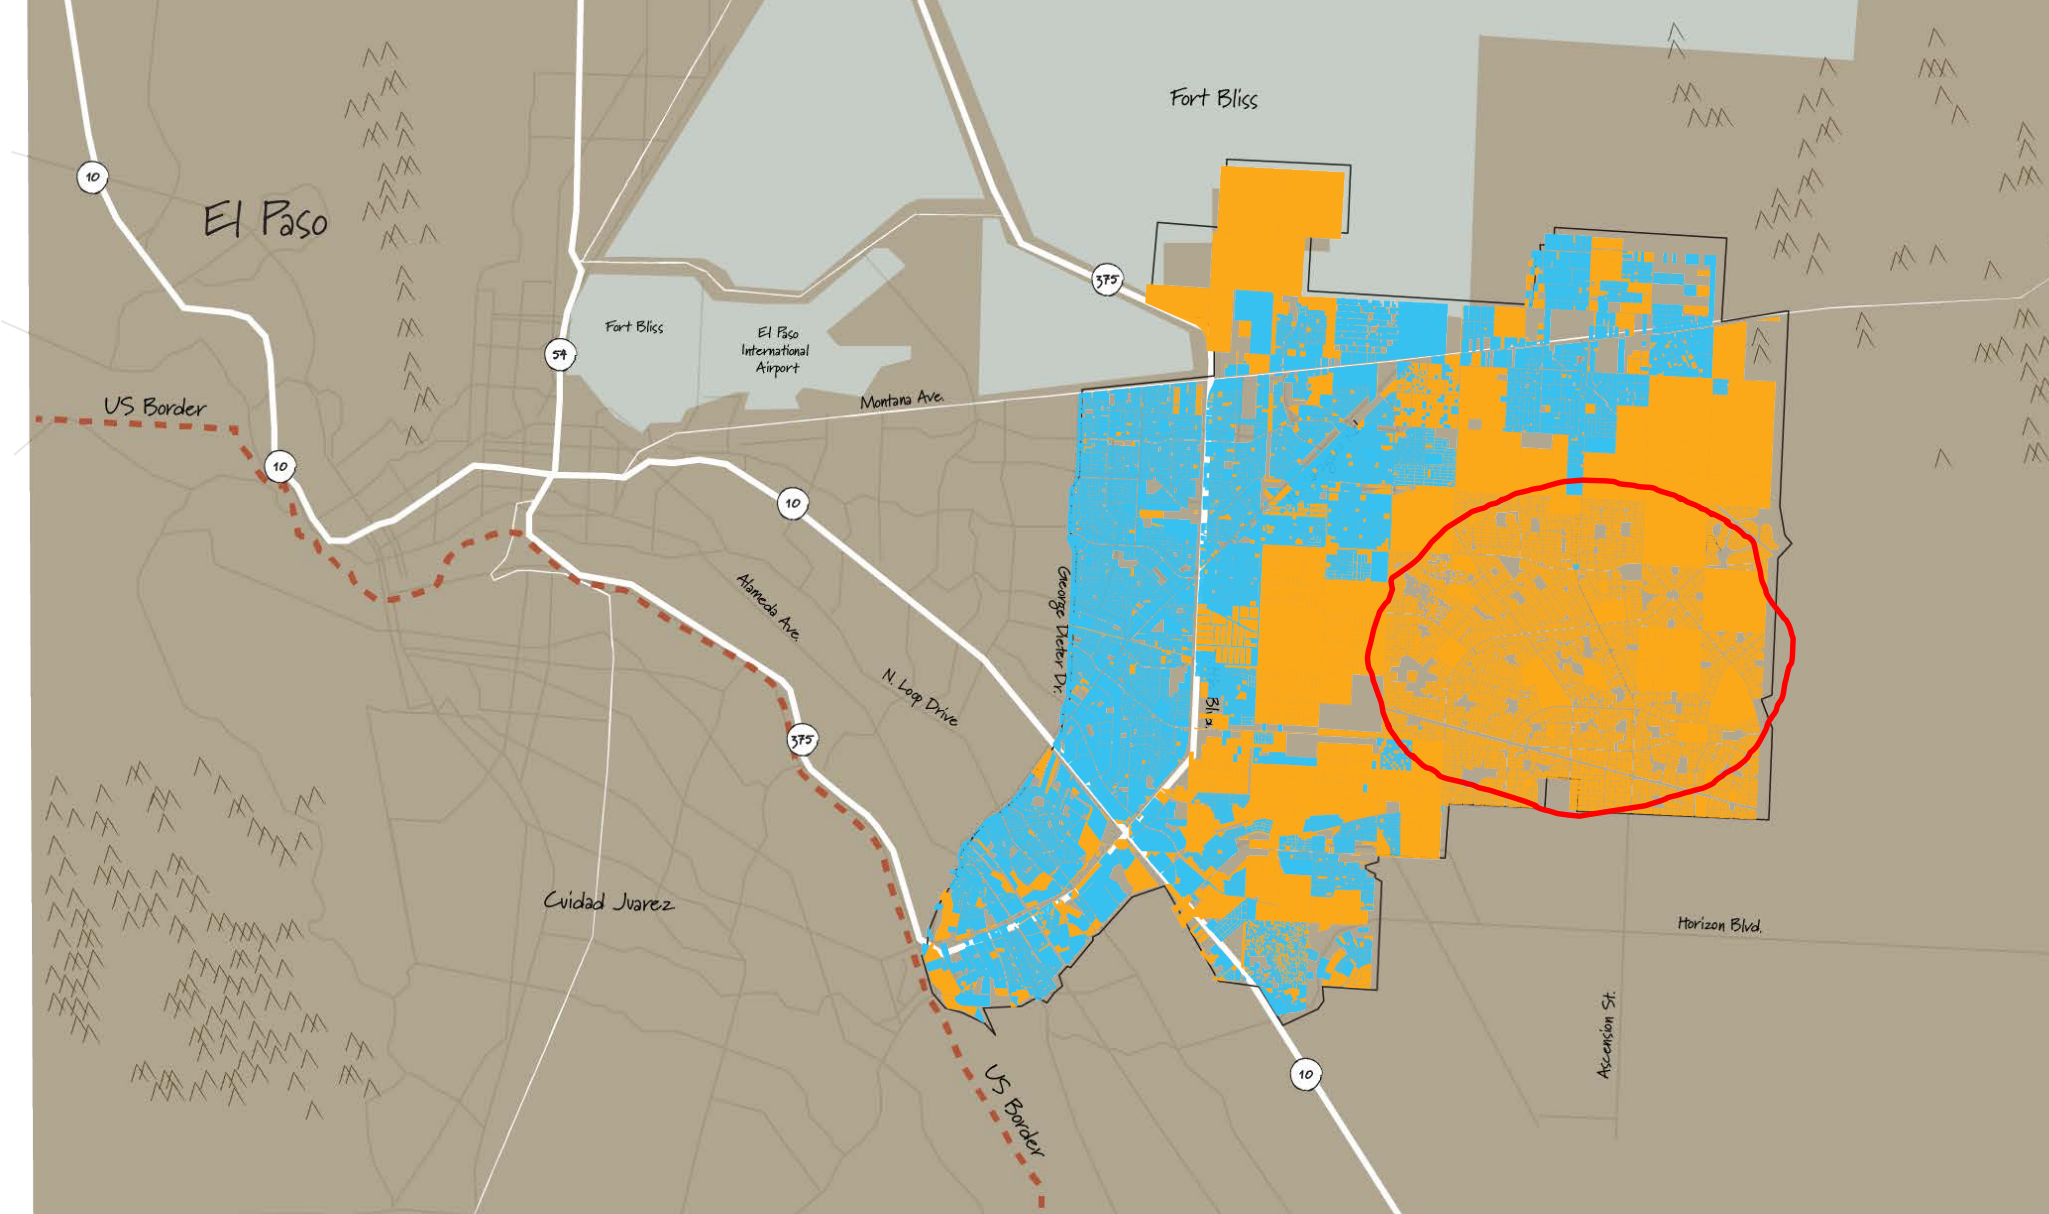 Fort Bliss
10
El Paso
375
Fort Bliss
El Paso
International
Airport
54
Montana Ave.
US Border
10
10
Alameda Ave.
George Dieter Dr.
N. Loop Drive
375
Cuidad Juarez
Horizon Blvd.
Ascension St.
US Border
10